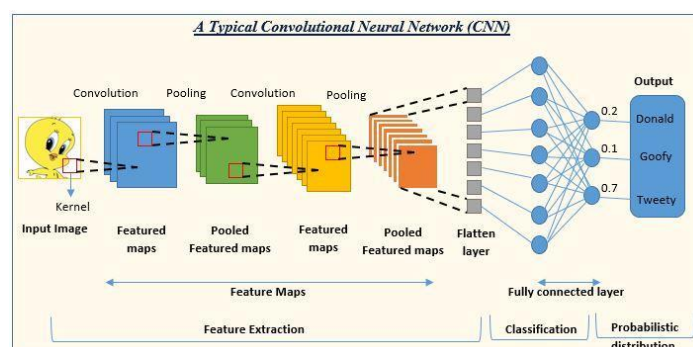 A Typical Convolutional Neural Network (CNN)
Convolution
Pooling
Convolution
Pooling
Output
0.2
Donald
0.1
Goofy
0.7
Tweety
Kernel
Input Image
Featured
maps
Pooled
Featured maps
Featured
maps
Pooled
Featured maps
Flatten
layer
Feature Maps
Fully connected layer
Feature Extraction
Classification
Probabilistic
distribution